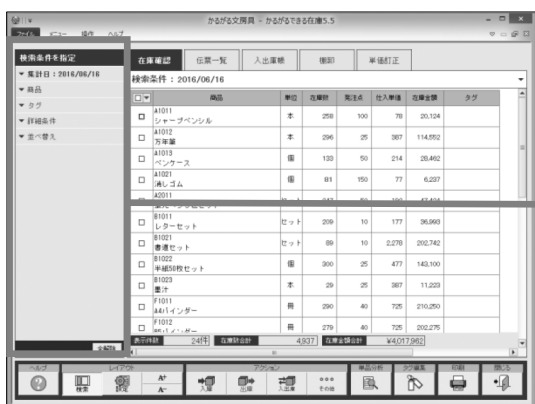 かるがる文房具 - かるがるできる在庫5.5
ファイル メニュー 操作 ヘルプ
検索条件を指定
▼ 集計日：2016/06/16
▼ 商品
▼ タグ
▼ 詳細条件
▼ 並べ替え
全解除
在庫確認 伝票一覧 入出庫帳 棚卸 単価訂正
検索条件：2016/06/16
商品 単位 在庫数 発注点 仕入単価 在庫金額 タグ
A1011
シャープペンシル 本 258 100 78 20,124
A1012
万年筆 本 296 25 387 114,552
A1013
ペンケース 個 133 50 214 28,462
A1021
消しゴム 個 81 150 77 6,237
A2011
B1011
レターセット セット 209 10 177 36,993
B1021
書道セット セット 89 10 2,278 202,742
B1022
半紙50枚セット 個 300 25 477 143,100
B1023
墨汁 本 29 25 387 11,223
F1011
A4バインダー 冊 290 40 725 210,250
F1012
B5バインダー 冊 279 40 725 202,275
表示件数 24件 在庫数合計 4,937 在庫金額合計 ¥4,017,962
ヘルプ レイアウト アクション 単品分析 タグ編集 印刷 閉じる
検索 設定 A+ A- 入庫 出庫 入出庫 その他